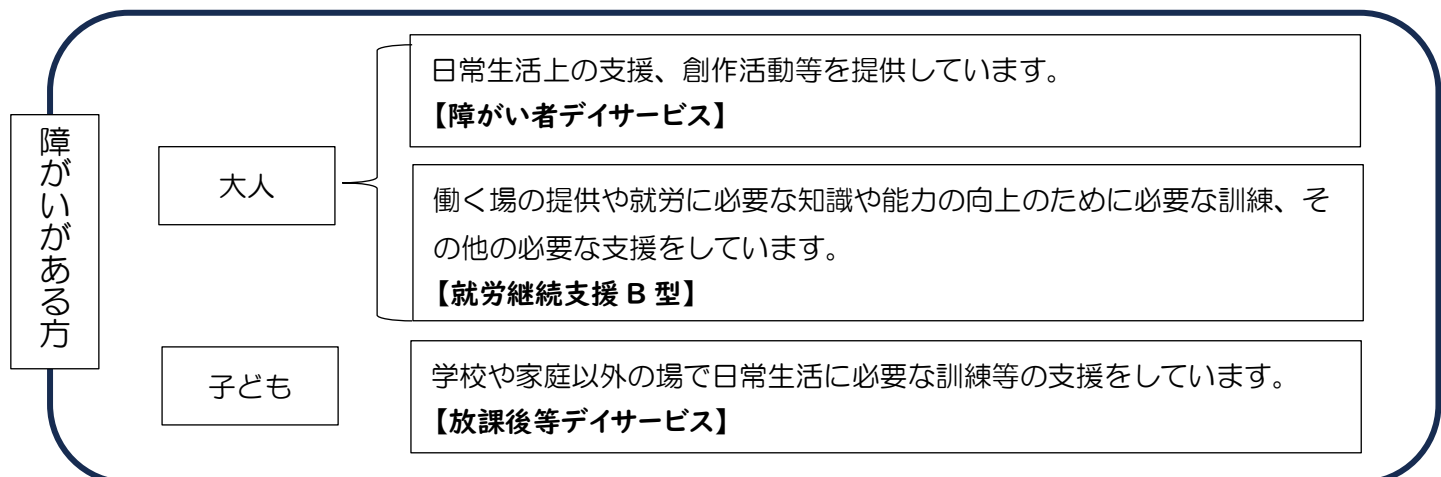 障がいがある方
大人
日常生活上の支援、創作活動等を提供しています。
【障がい者デイサービス】
働く場の提供や就労に必要な知識や能力の向上のために必要な訓練、そ
の他の必要な支援をしています。
【就労継続支援 B 型】
子ども
学校や家庭以外の場で日常生活に必要な訓練等の支援をしています。
【放課後等デイサービス】